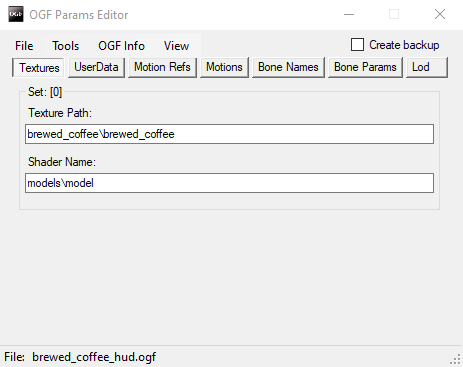 OGF OGF Params Editor
File Tools OGF Info View Create backup
Textures UserData Motion Refs Motions Bone Names Bone Params Lod
Set: [0]
Texture Path:
brewed_coffee\brewed_coffee
Shader Name:
models\model
File: brewed_coffee_hud.ogf